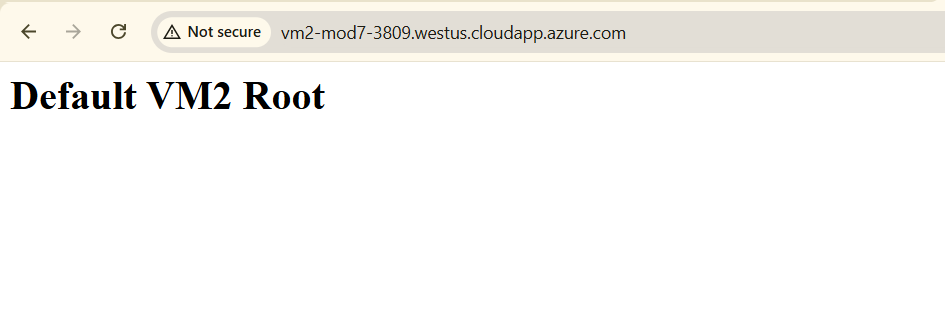 Not secure vm2-mod7-3809.westus.cloudapp.azure.com
Default VM2 Root